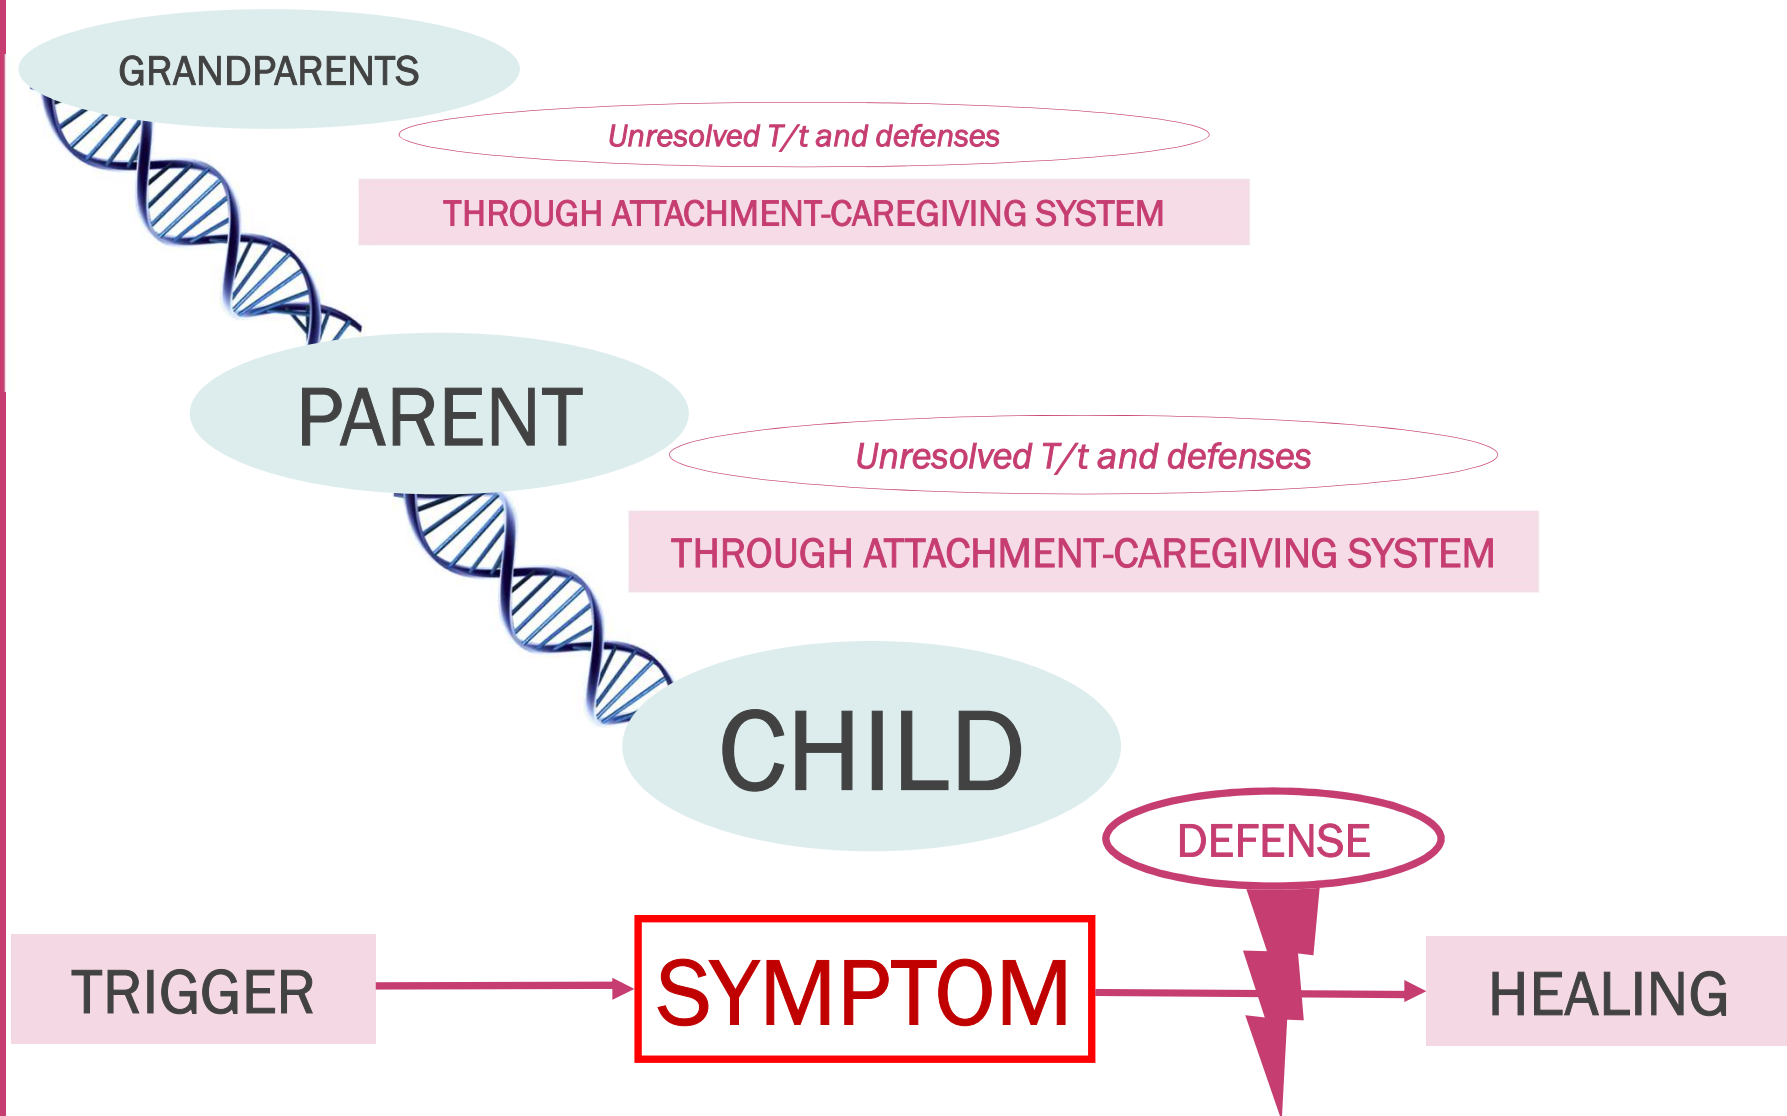 GRANDPARENTS
Unresolved T/t and defenses
THROUGH ATTACHMENT-CAREGIVING SYSTEM
PARENT
Unresolved T/t and defenses
THROUGH ATTACHMENT-CAREGIVING SYSTEM
CHILD
DEFENSE
TRIGGER
SYMPTOM
HEALING